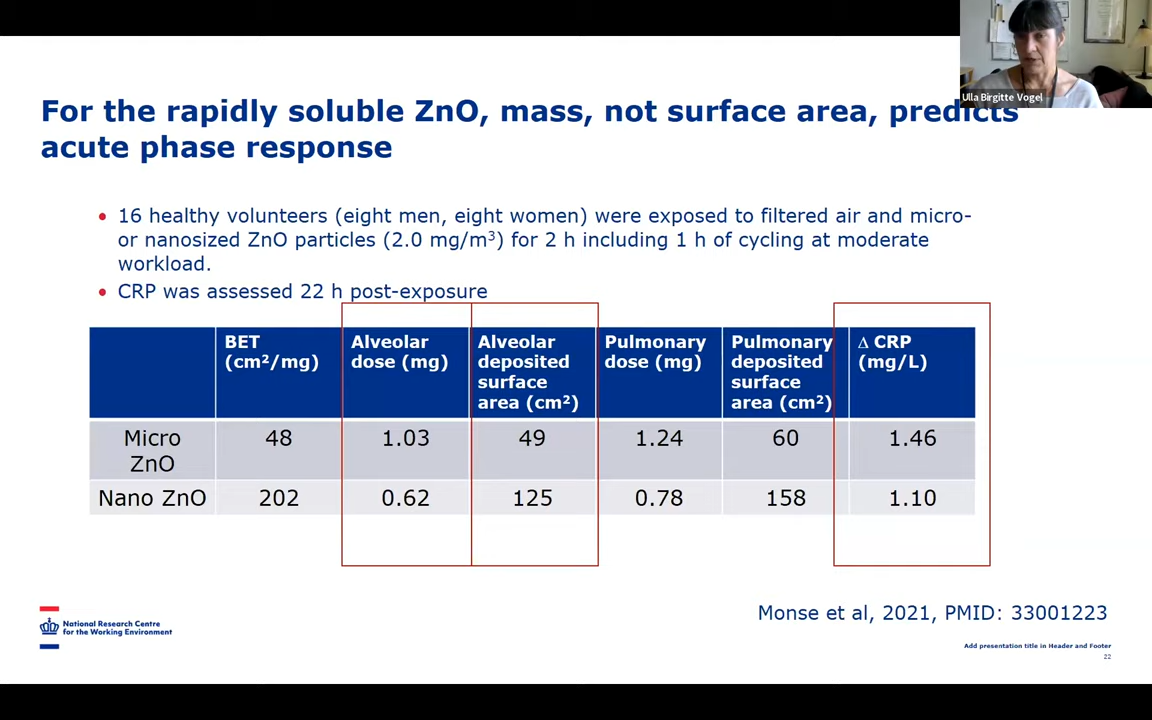 Ulla Birgitte Vogel
For the rapidly soluble ZnO, mass, not surface area, predicts
acute phase response
• 16 healthy volunteers (eight men, eight women) were exposed to filtered air and micro-
or nanosized ZnO particles (2.0 mg/m³) for 2 h including 1 h of cycling at moderate
workload.
• CRP was assessed 22 h post-exposure
BET (cm²/mg)
Alveolar dose (mg)
Alveolar deposited surface area (cm²)
Pulmonary dose (mg)
Pulmonary deposited surface area (cm²)
Δ CRP (mg/L)
Micro ZnO 48 1.03 49 1.24 60 1.46
Nano ZnO 202 0.62 125 0.78 158 1.10
Monse et al, 2021, PMID: 33001223
National Research Centre
for the Working Environment
Add presentation title in Header and Footer
22